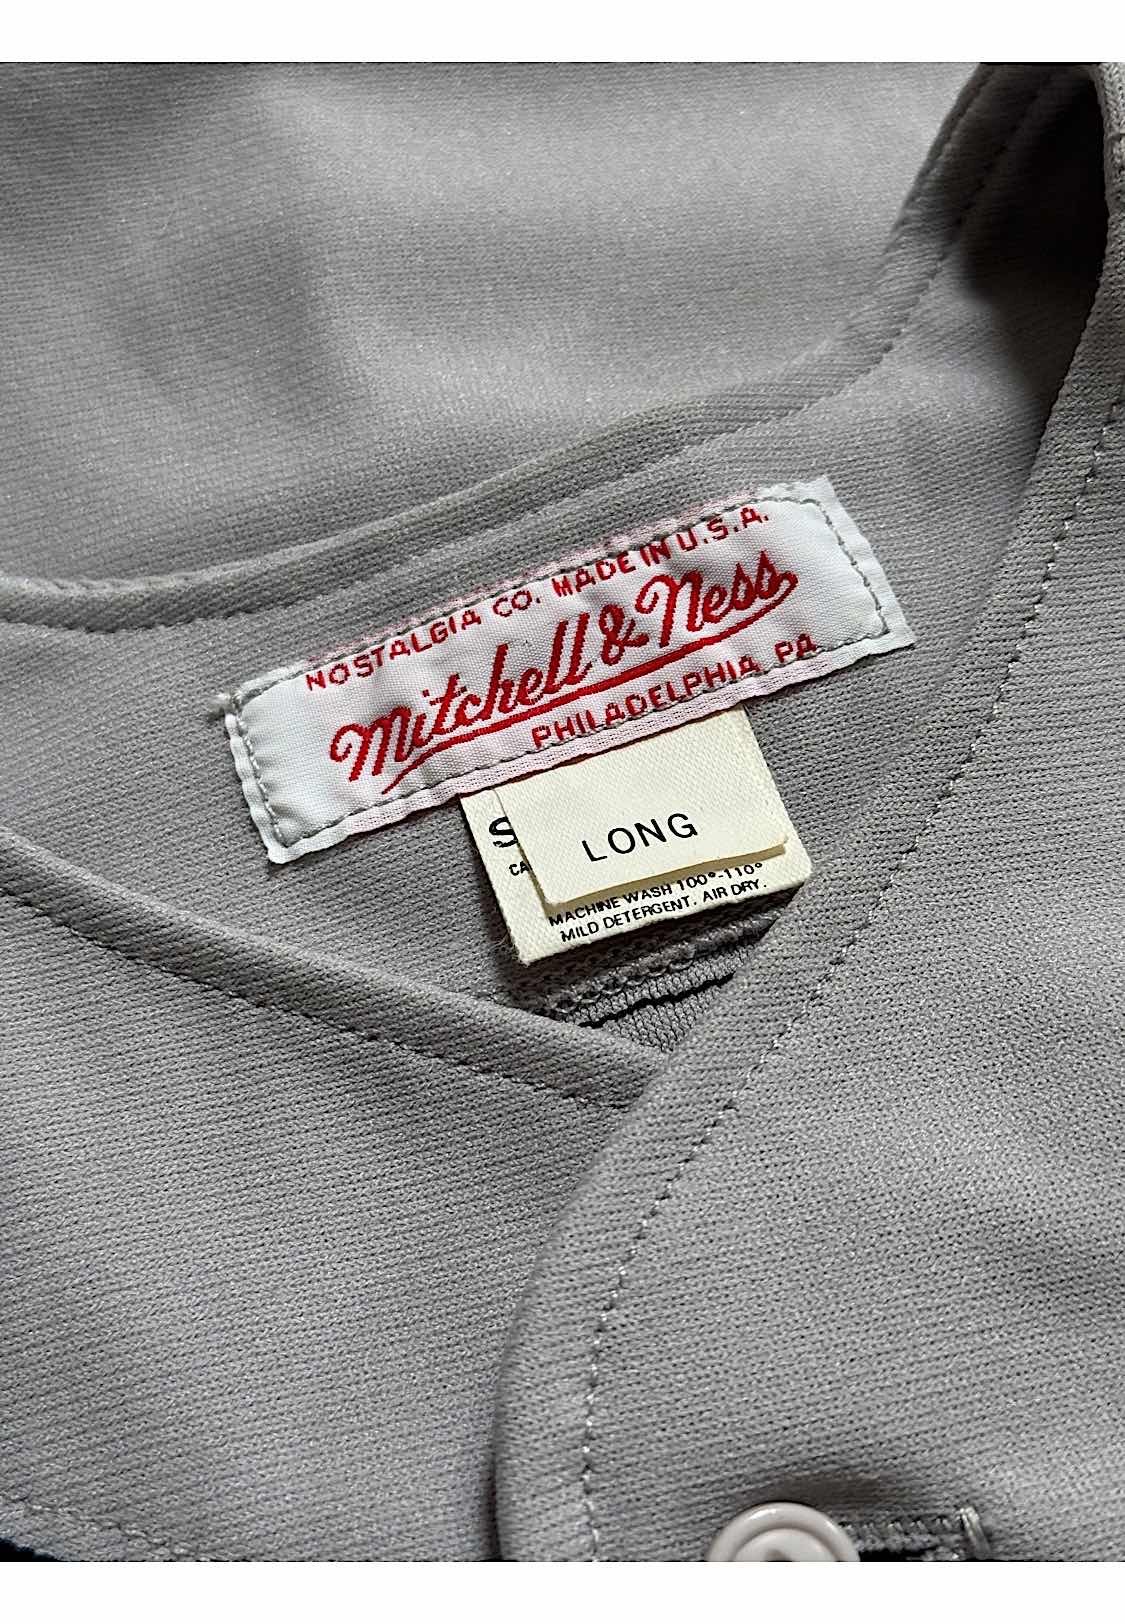 NOSTALGIA CO. MADE IN U.S.A.
Mitchell & Ness
PHILADELPHIA, PA
LONG
MACHINE WASH 100°-110°
MILD DETERGENT. AIR DRY.